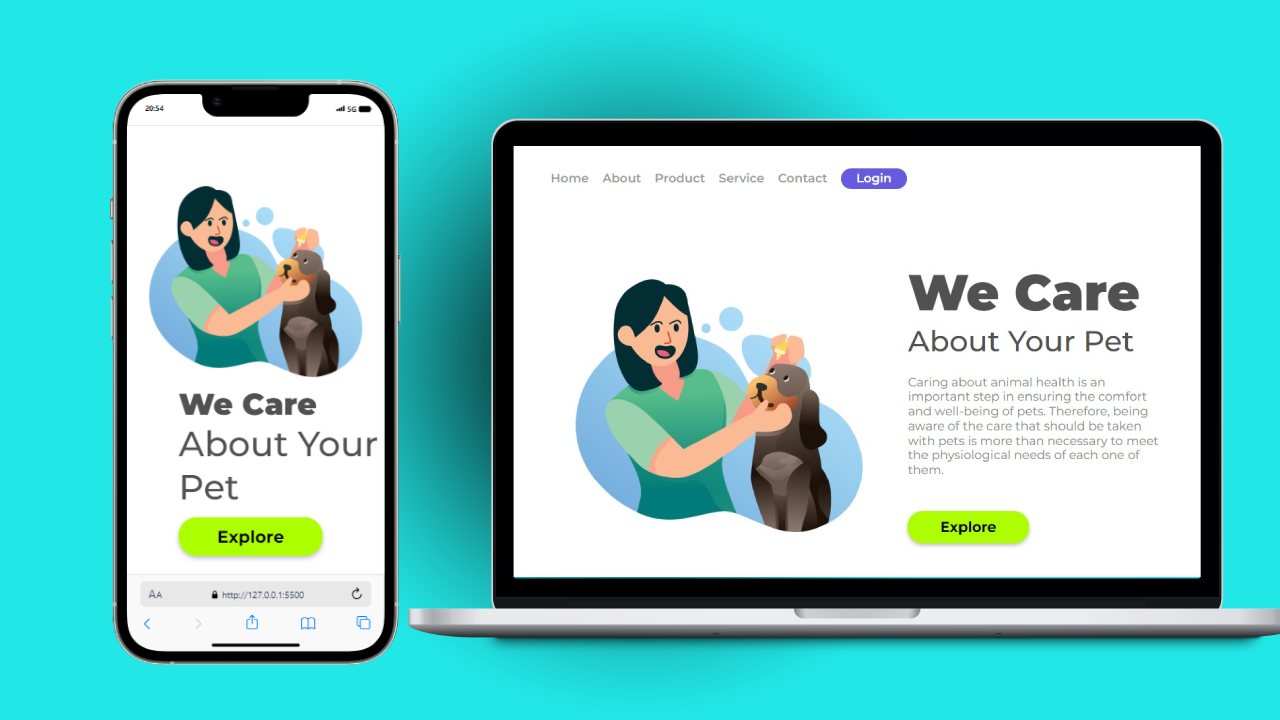 20:54
5G
We Care
About Your
Pet
Explore
AA
http://127.0.0.1:5500
Home About Product Service Contact Login
We Care
About Your Pet
Caring about animal health is an
important step in ensuring the comfort
and well-being of pets. Therefore, being
aware of the care that should be taken
with pets is more than necessary to meet
the physiological needs of each one of
them.
Explore